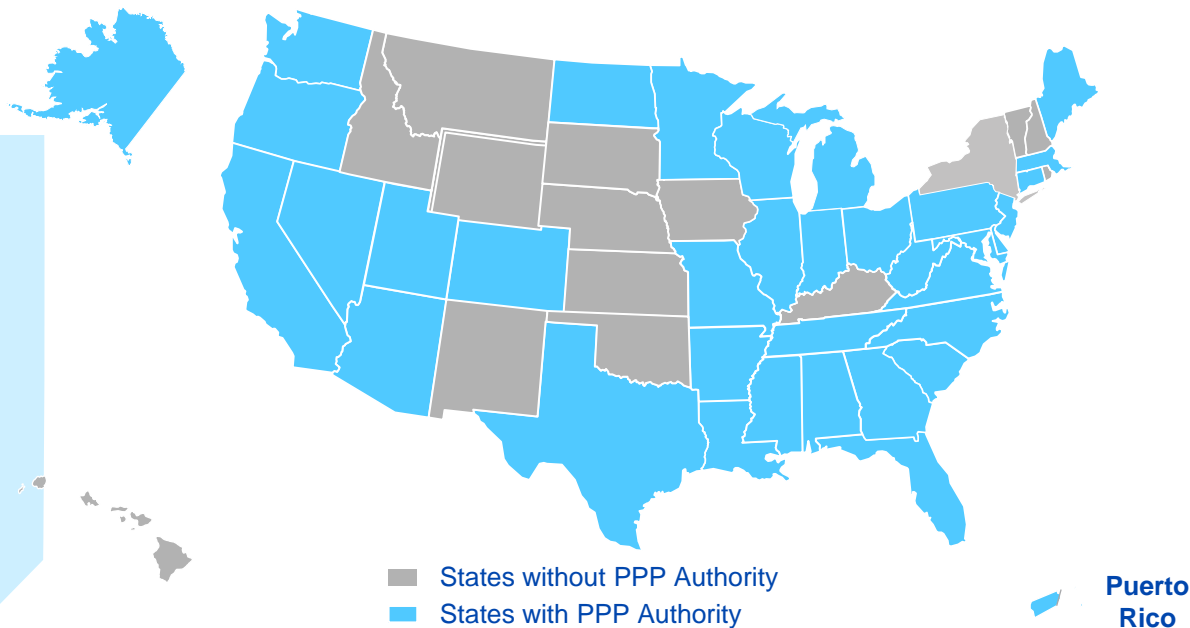 States without PPP Authority
States with PPP Authority
Puerto
Rico